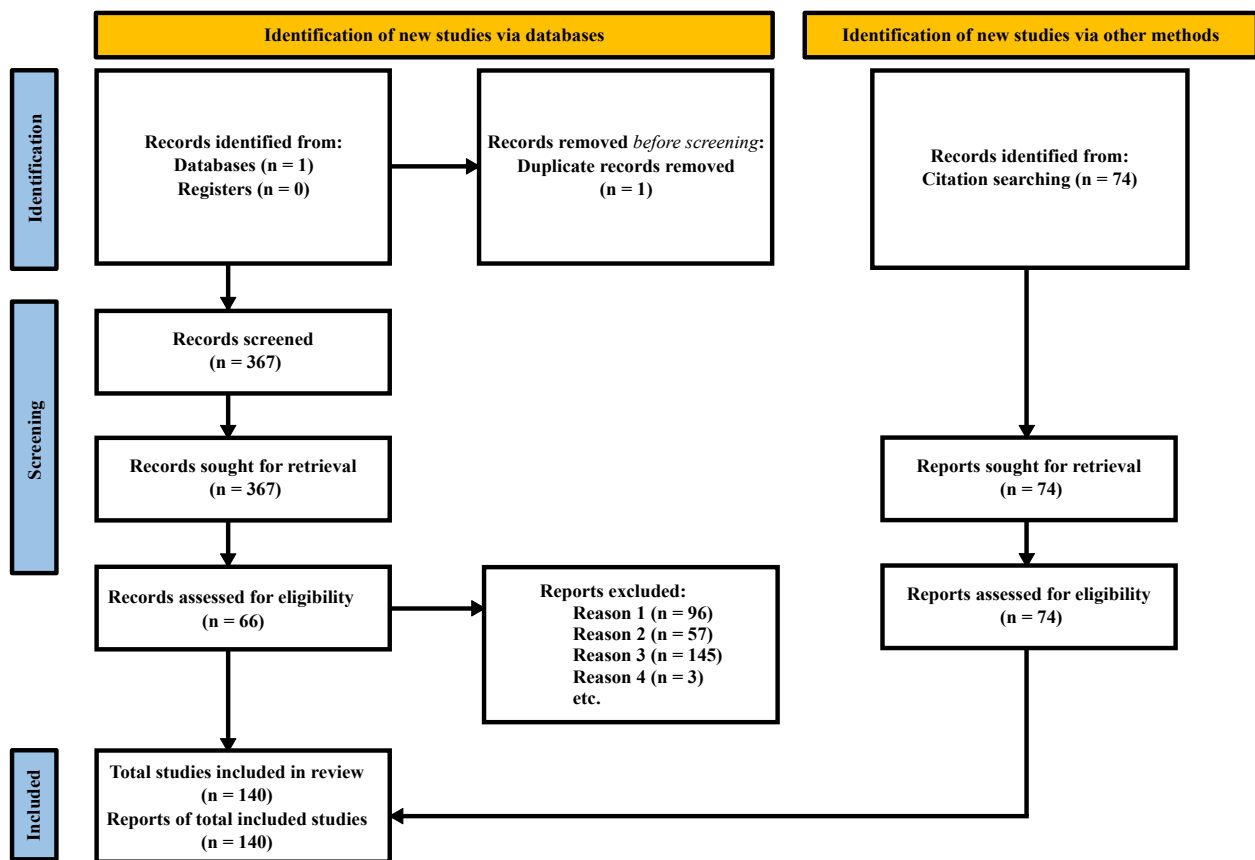 Identification of new studies via databases
Identification of new studies via other methods
Identification
Records identified from:
Databases (n = 1)
Registers (n = 0)
Records removed before screening:
Duplicate records removed
(n = 1)
Records identified from:
Citation searching (n = 74)
Screening
Records screened
(n = 367)
Records sought for retrieval
(n = 367)
Reports sought for retrieval
(n = 74)
Records assessed for eligibility
(n = 66)
Reports excluded:
Reason 1 (n = 96)
Reason 2 (n = 57)
Reason 3 (n = 145)
Reason 4 (n = 3)
etc.
Reports assessed for eligibility
(n = 74)
Included
Total studies included in review
(n = 140)
Reports of total included studies
(n = 140)